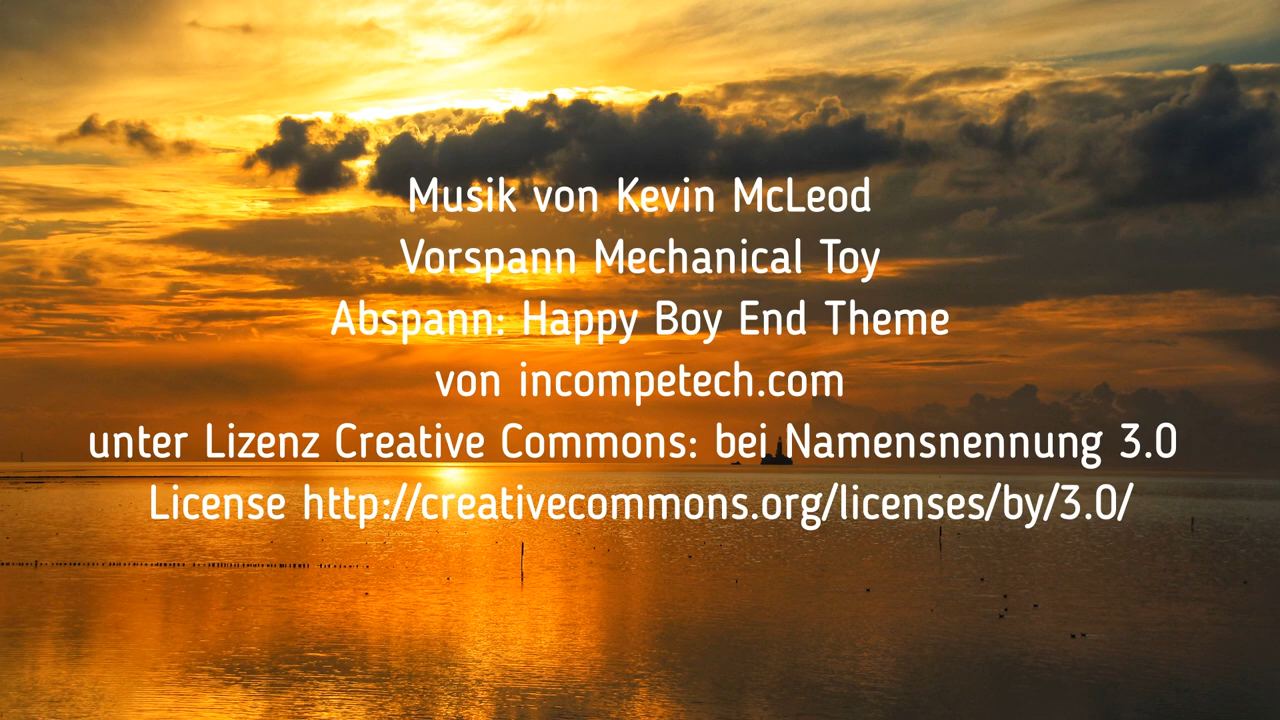 Musik von Kevin McLeod
Vorspann Mechanical Toy
Abspann: Happy Boy End Theme
von incompetech.com
unter Lizenz Creative Commons: bei Namensnennung 3.0
License http://creativecommons.org/licenses/by/3.0/